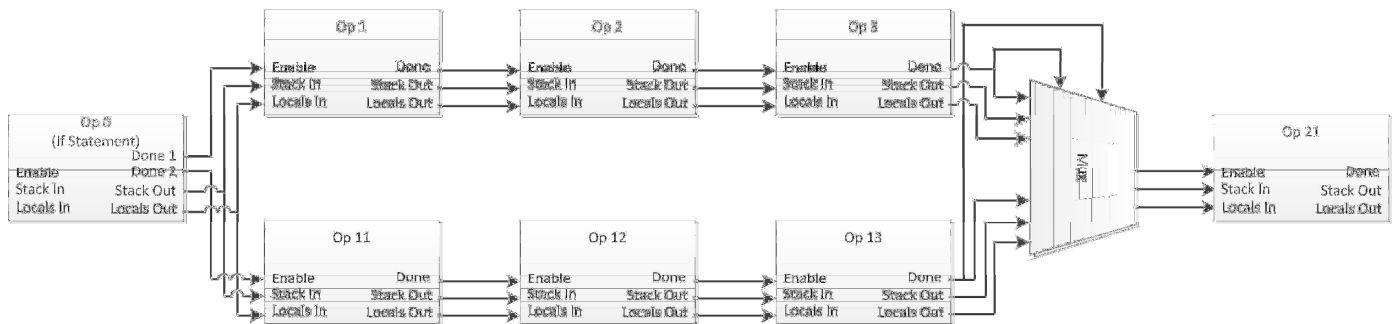 Op 1
Enable Done
Stack In Stack Out
Locals In Locals Out
Op 2
Enable Done
Stack In Stack Out
Locals In Locals Out
Op 3
Enable Done
Stack In Stack Out
Locals In Locals Out
Op 0
(If Statement)
Done 1
Enable Done 2
Stack In Stack Out
Locals In Locals Out
Mux
Op 21
Enable Done
Stack In Stack Out
Locals In Locals Out
Op 11
Enable Done
Stack In Stack Out
Locals In Locals Out
Op 12
Enable Done
Stack In Stack Out
Locals In Locals Out
Op 13
Enable Done
Stack In Stack Out
Locals In Locals Out